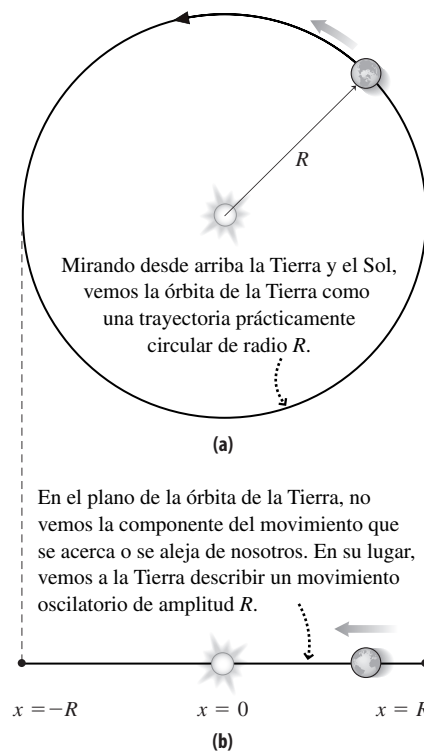 R
Mirando desde arriba la Tierra y el Sol,
vemos la órbita de la Tierra como
una trayectoria prácticamente
circular de radio R.
(a)
En el plano de la órbita de la Tierra, no
vemos la componente del movimiento que
se acerca o se aleja de nosotros. En su lugar,
vemos a la Tierra describir un movimiento
oscilatorio de amplitud R.
x = −R x = 0 x = R
(b)